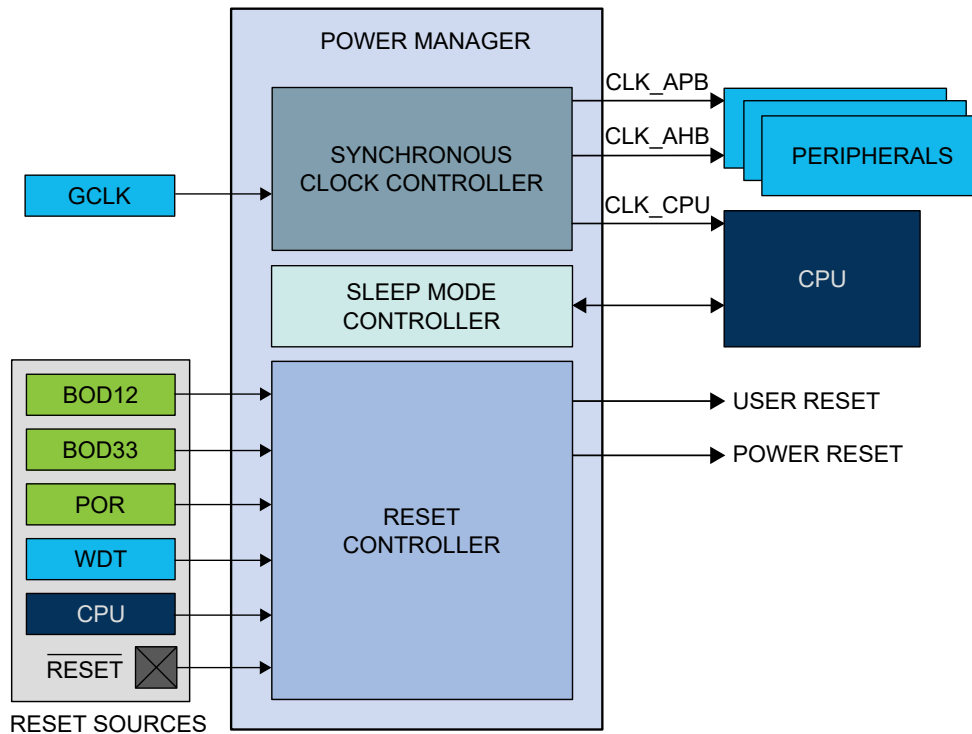 POWER MANAGER
CLK_APB
SYNCHRONOUS
CLOCK CONTROLLER
CLK_AHB
PERIPHERALS
GCLK
CLK_CPU
CPU
SLEEP MODE
CONTROLLER
BOD12
BOD33
POR
WDT
CPU
RESET
RESET SOURCES
RESET
CONTROLLER
USER RESET
POWER RESET